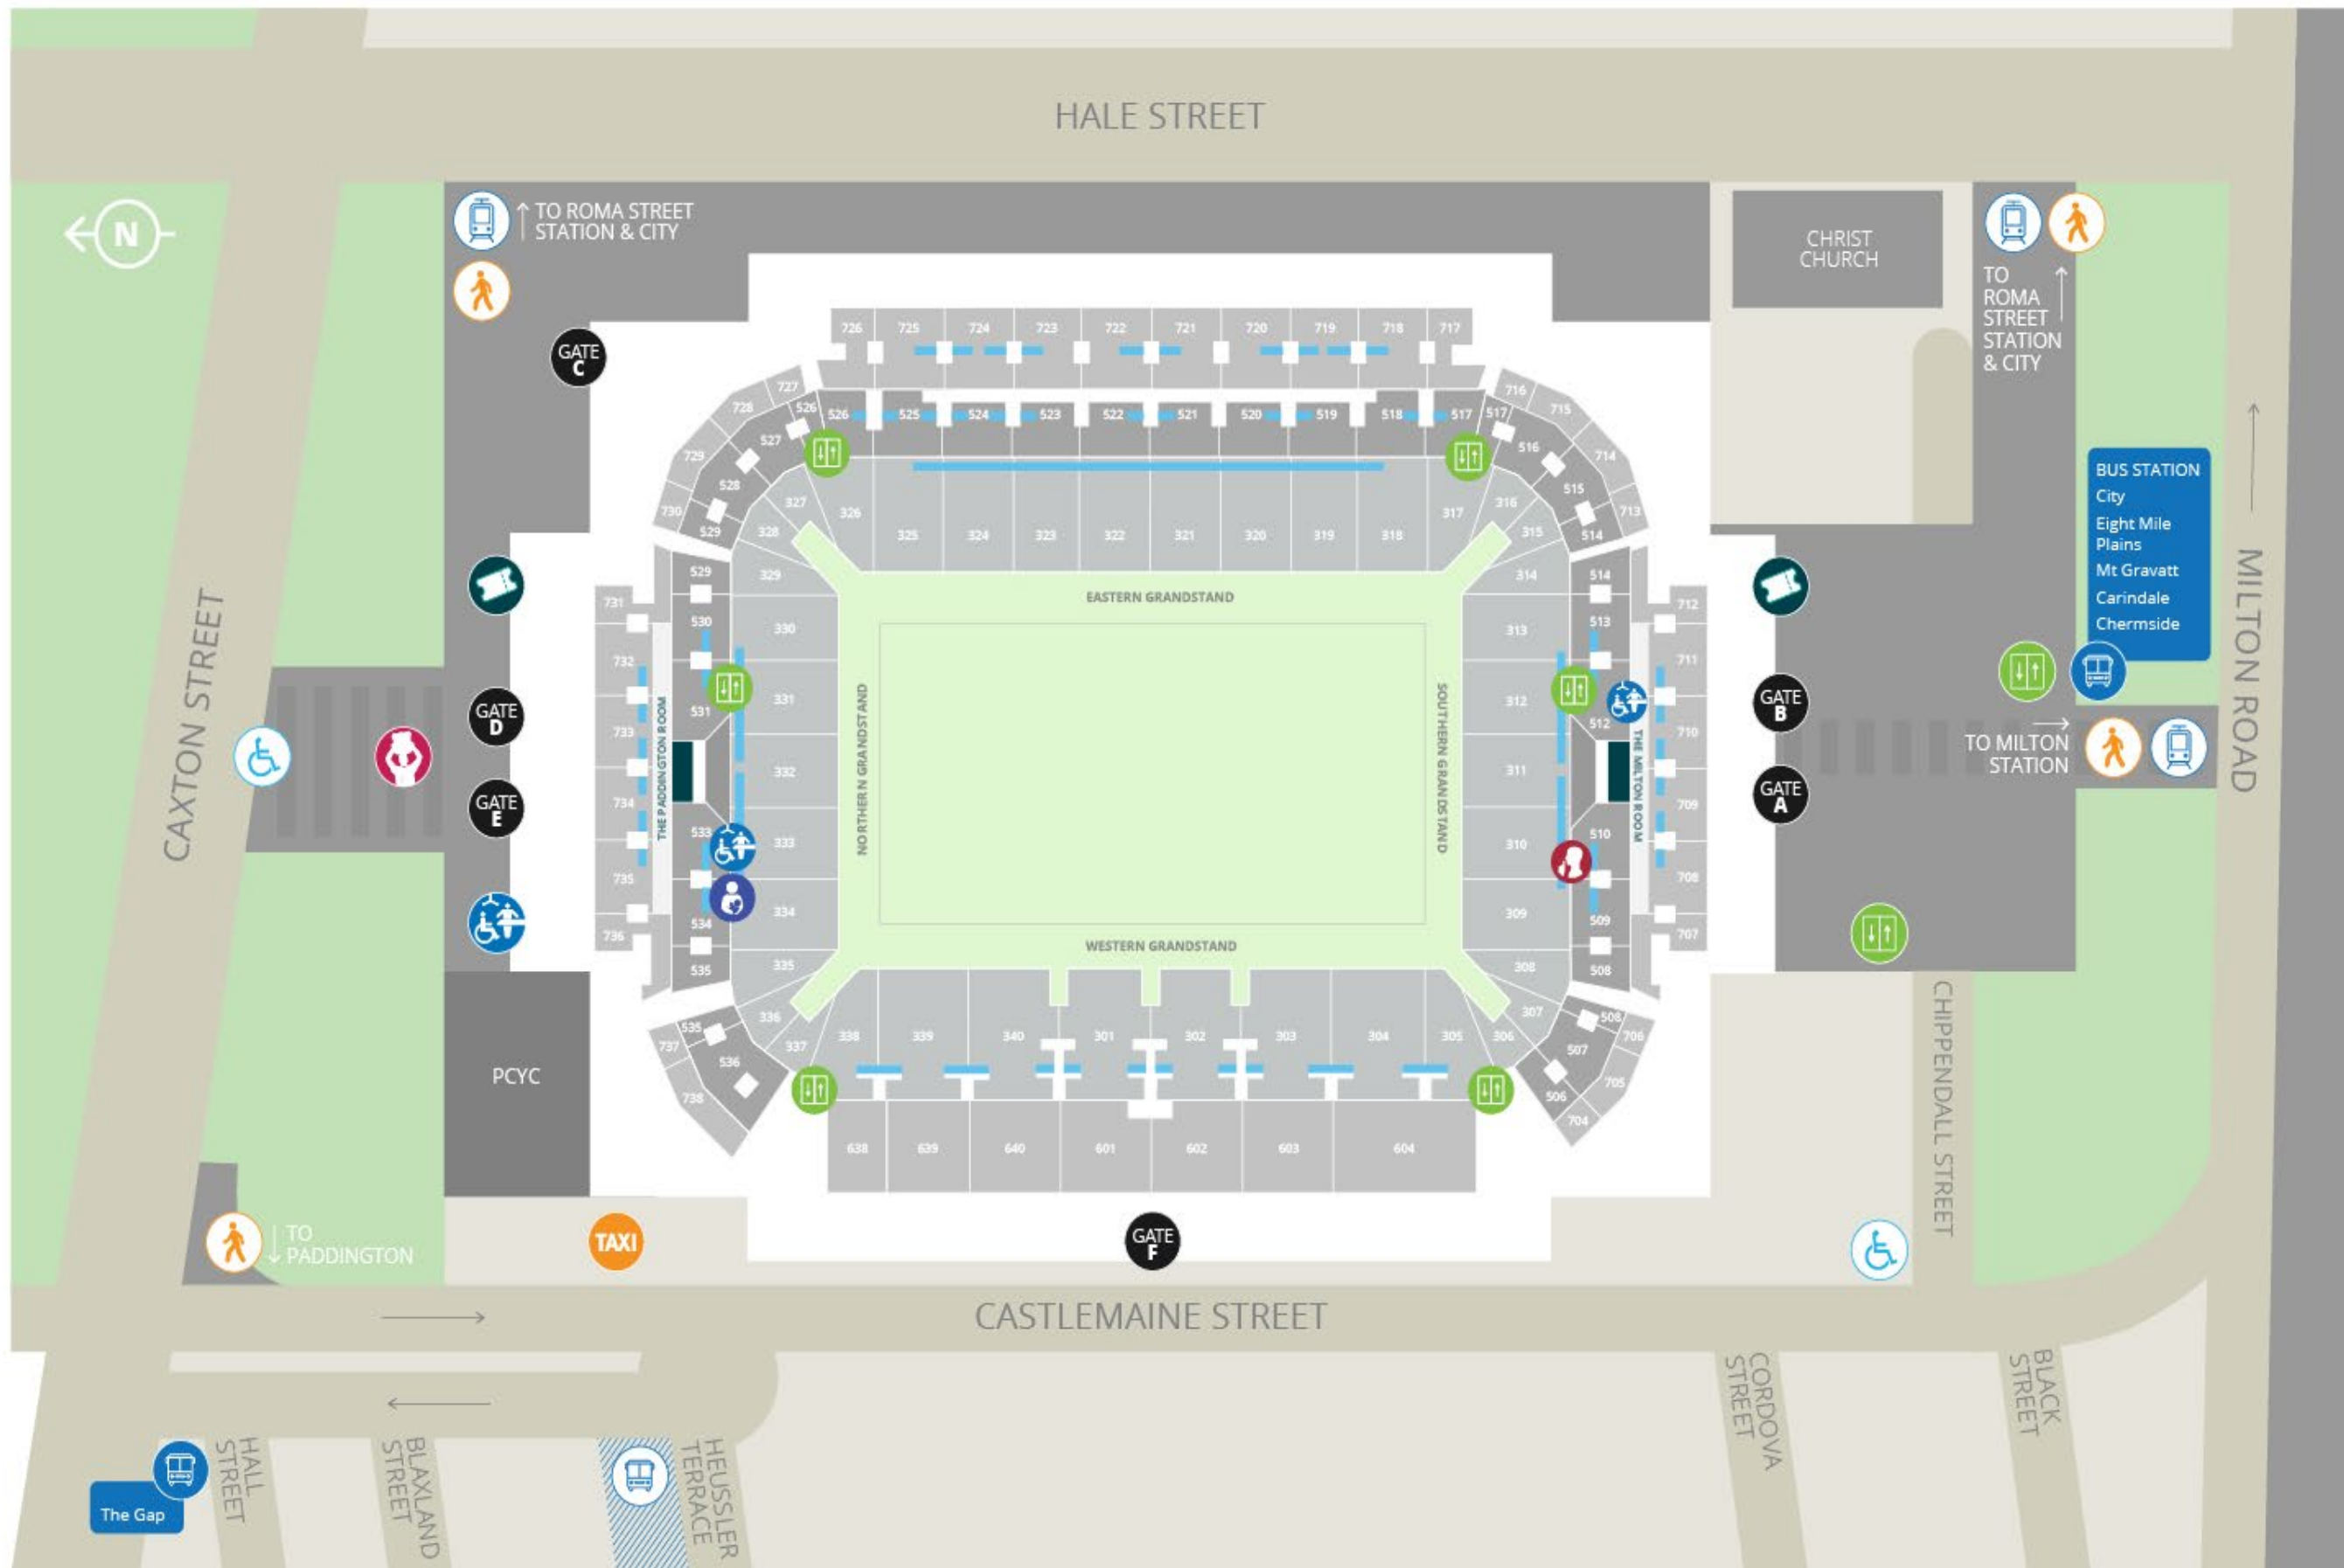 HALE STREET
N
TO ROMA STREET
STATION & CITY
CHRIST
CHURCH
TO
ROMA
STREET
STATION
& CITY
GATE
C
726 725 724 723 722 721 720 719 718 717
727 716
728 715
729 714
730 713
526 526 525 524 523 522 521 520 519 518 517 517
527 516
528 515
529 514
327 326 325 324 323 322 321 320 319 318 317 316
328 315
329 314
529 514
731 712
530 330 313 513
732 711
531 331 312 512
733 710
332 311
734 709
533 333 310 510
735 708
534 334 309 509
736 707
535 335 308 508
THE PADDINGTON ROOM
NORTHERN GRANDSTAND
EASTERN GRANDSTAND
SOUTHERN GRANDSTAND
THE MILTON ROOM
WESTERN GRANDSTAND
336 307
337 338 339 340 301 302 303 304 305 306
535 508
737 706
536 507
738 705
506
704
638 639 640 601 602 603 604
GATE
D
GATE
E
GATE
B
GATE
A
BUS STATION
City
Eight Mile
Plains
Mt Gravatt
Carindale
Chermside
TO MILTON
STATION
MILTON ROAD
CAXTON STREET
PCYC
CHIPPENDALL STREET
TO
PADDINGTON
TAXI
GATE
F
CASTLEMAINE STREET
HALL
STREET
BLAXLAND
STREET
HEUSSLER
TERRACE
CORDOVA
STREET
BLACK
STREET
The Gap